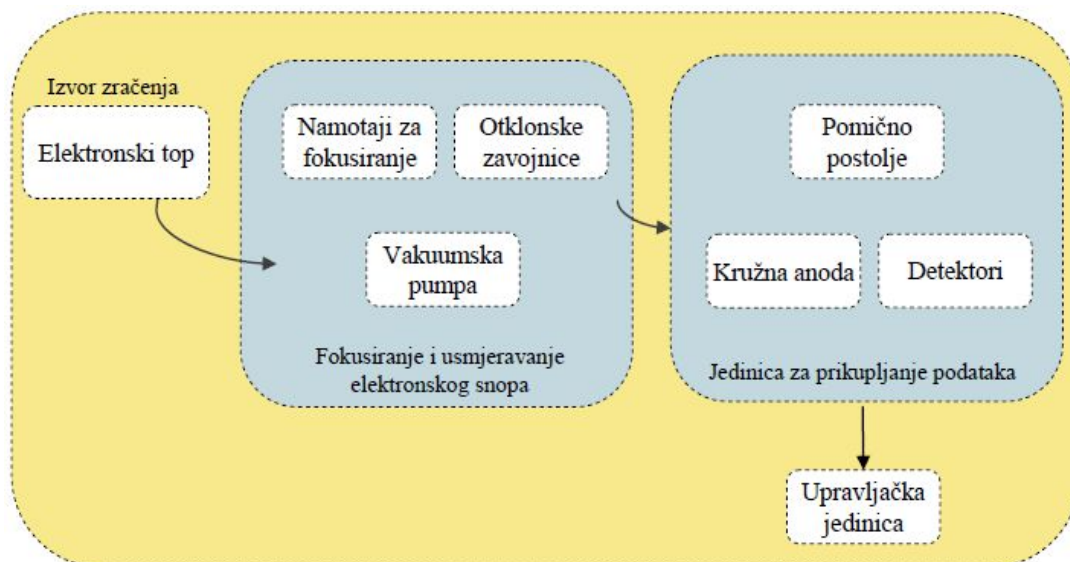 Izvor zračenja
Elektronski top
Namotaji za
fokusiranje
Otklonske
zavojnice
Vakuumska
pumpa
Fokusiranje i usmjeravanje
elektronskog snopa
Pomično
postolje
Kružna anoda
Detektori
Jedinica za prikupljanje podataka
Upravljačka
jedinica